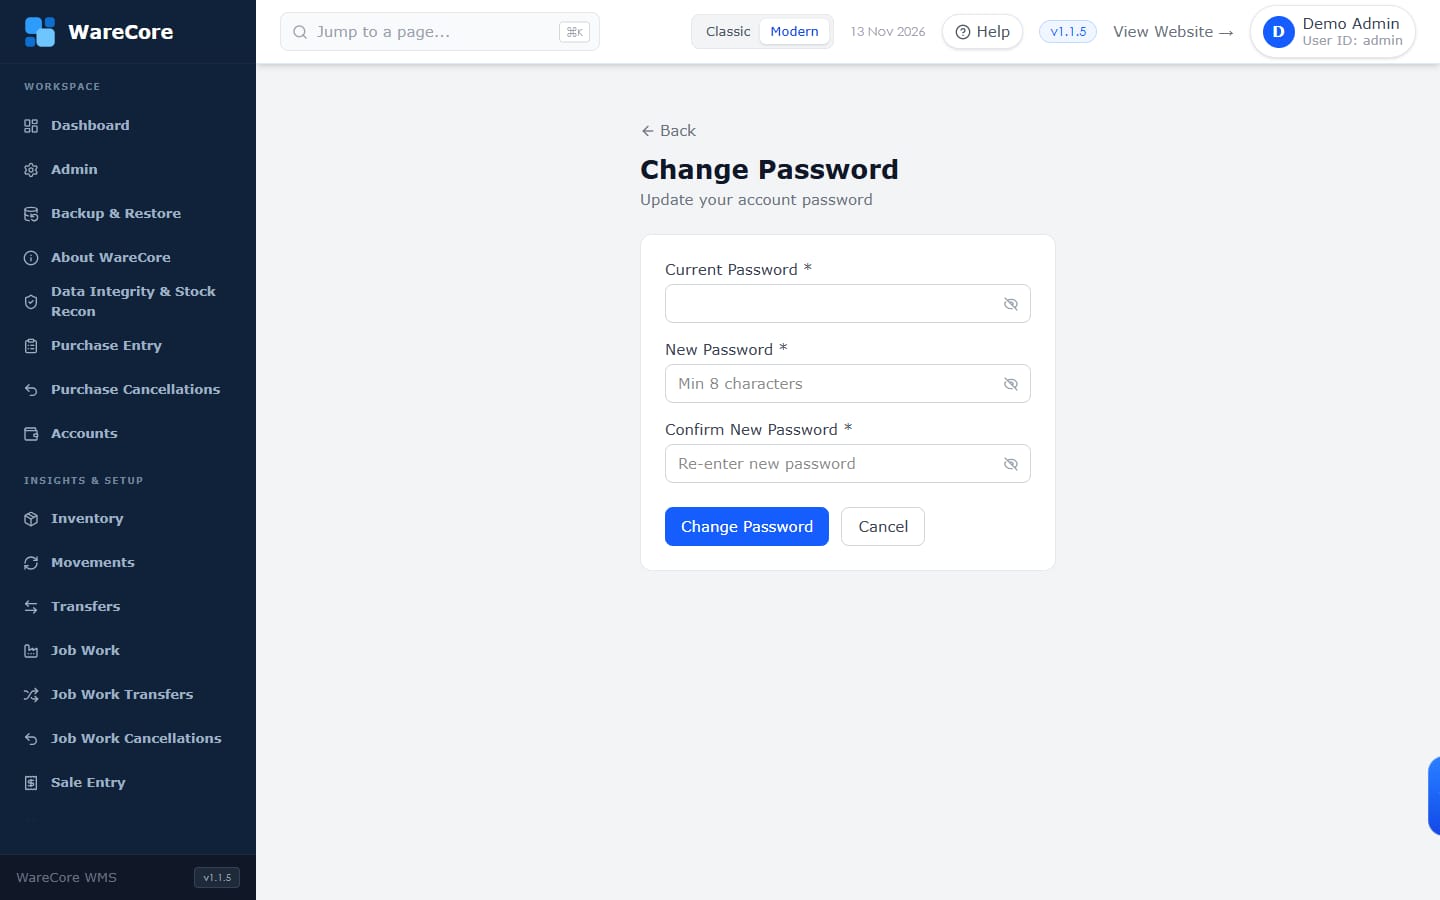 WareCore
WORKSPACE
Dashboard
Admin
Backup & Restore
About WareCore
Data Integrity & Stock
Recon
Purchase Entry
Purchase Cancellations
Accounts
INSIGHTS & SETUP
Inventory
Movements
Transfers
Job Work
Job Work Transfers
Job Work Cancellations
Sale Entry
WareCore WMS
v1.1.5
Jump to a page...
⌘K
Classic
Modern
13 Nov 2026
Help
v1.1.5
View Website →
D
Demo Admin
User ID: admin
← Back
Change Password
Update your account password
Current Password *
New Password *
Min 8 characters
Confirm New Password *
Re-enter new password
Change Password
Cancel